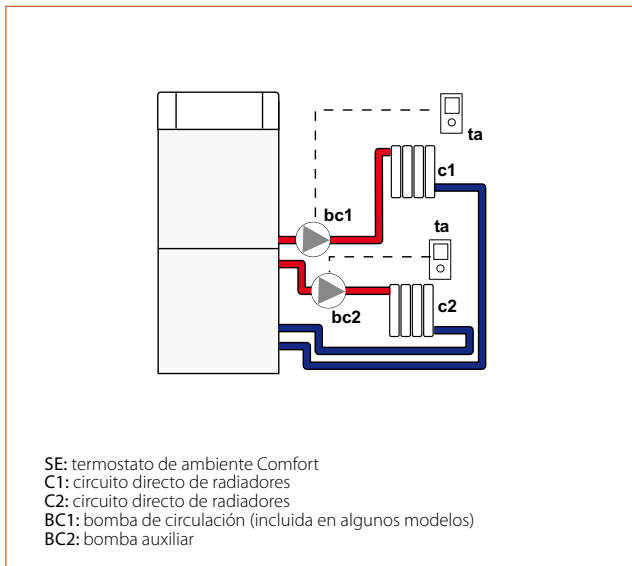 ta
c1
bc1
ta
c2
bc2
SE: termostato de ambiente Comfort
C1: circuito directo de radiadores
C2: circuito directo de radiadores
BC1: bomba de circulación (incluida en algunos modelos)
BC2: bomba auxiliar